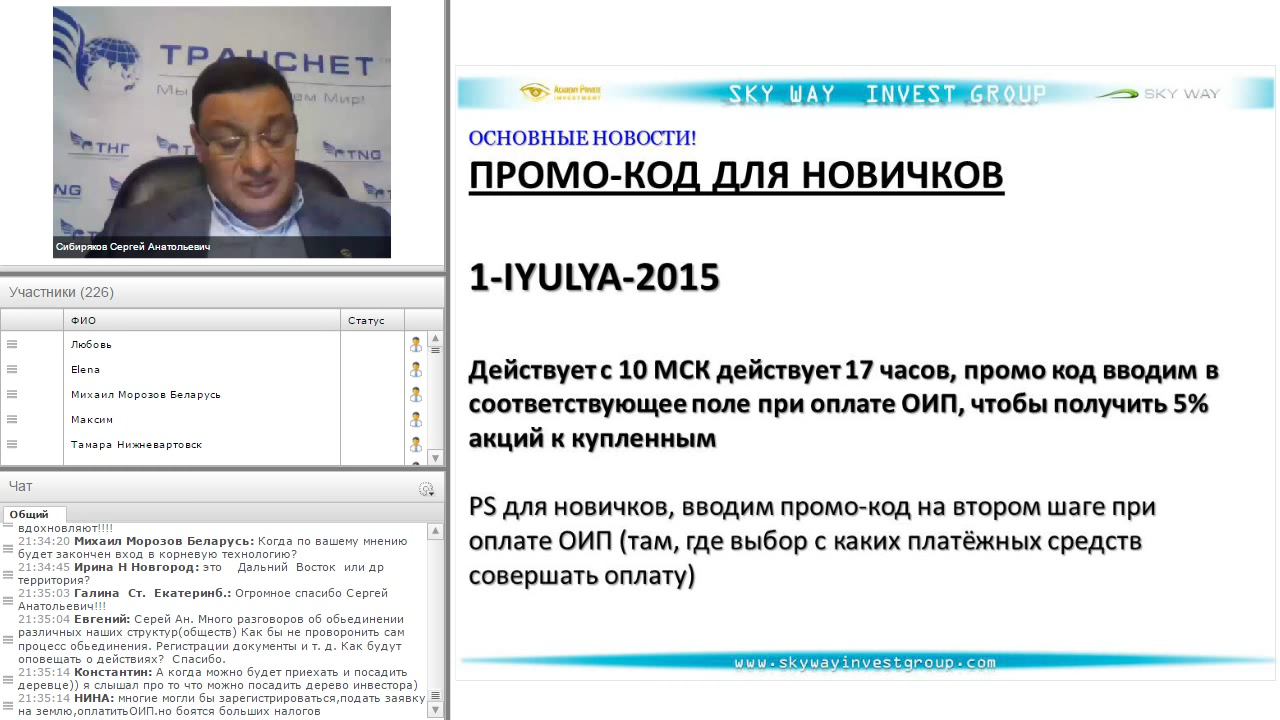 ТРАНСНЕТ
ТНГ
TNG
Сибиряков Сергей Анатольевич
Участники (226)
ФИО
Статус
Любовь
Elena
Михаил Морозов Беларусь
Максим
Тамара Нижневартовск
Чат
Общий
вдохновляют!!!!
21:34:20 Михаил Морозов Беларусь: Когда по вашему мнению
будет закончен вход в корневую технологию?
21:34:45 Ирина Н Новгород: это Дальний Восток или др
территория?
21:35:03 Галина Ст. Екатеринб.: Огромное спасибо Сергей
Анатольевич!!!
21:35:04 Евгений: Серей Ан. Много разговоров об обьединении
различных наших структур(обществ) Как бы не проворонить сам
процесс обьединения. Регистрации документы и т. д. Как будут
оповещать о действиях? Спасибо.
21:35:14 Константин: А когда можно будет приехать и посадить
деревце)) я слышал про то что можно посадить дерево инвестора)
21:35:14 НИНА: многие могли бы зарегистрироваться,подать заявку
на землю,оплатитьОИП.но боятся больших налогов
ACADEMY PRIVATE
INVESTMENT
SKY WAY INVEST GROUP
SKY WAY
ОСНОВНЫЕ НОВОСТИ!
ПРОМО-КОД ДЛЯ НОВИЧКОВ
1-IYULYA-2015
Действует с 10 МСК действует 17 часов, промо код вводим в
соответствующее поле при оплате ОИП, чтобы получить 5%
акций к купленным
PS для новичков, вводим промо-код на втором шаге при
оплате ОИП (там, где выбор с каких платёжных средств
совершать оплату)
www.skywayinvestgroup.com